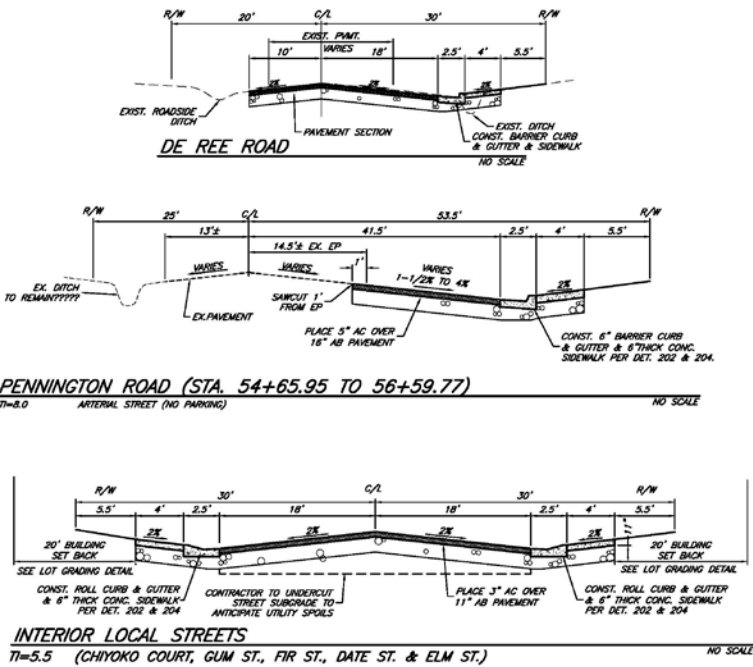 R/W C/L R/W
20' 30'
EXIST. PVMT.
VARIES
10' 18' 2.5' 4' 5.5'
2% 2% 2%
EXIST. ROADSIDE
DITCH
PAVEMENT SECTION
EXIST. DITCH
CONST. BARRIER CURB
& GUTTER & SIDEWALK
DE REE ROAD
NO SCALE
R/W C/L R/W
25' 53.5'
13'± 41.5' 2.5' 4' 5.5'
14.5'± EX. EP
1'
VARIES VARIES
VARIES
1-1/2% TO 4%
2%
EX. DITCH
TO REMAIN?????
EX.PAVEMENT
SAWCUT 1'
FROM EP
PLACE 5" AC OVER
16" AB PAVEMENT
CONST. 6" BARRIER CURB
& GUTTER & 6"THICK CONC.
SIDEWALK PER DET. 202 & 204.
PENNINGTON ROAD (STA. 54+65.95 TO 56+59.77)
TI=8.0 ARTERIAL STREET (NO PARKING)
NO SCALE
R/W C/L R/W
30' 30'
5.5' 4' 2.5' 18' 18' 2.5' 4' 5.5'
2% 2% 2% 2%
20' BUILDING
SET BACK
SEE LOT GRADING DETAIL
CONST. ROLL CURB & GUTTER
& 6" THICK CONC. SIDEWALK
PER DET. 202 & 204
CONTRACTOR TO UNDERCUT
STREET SUBGRADE TO
ANTICIPATE UTILITY SPOILS
PLACE 3" AC OVER
11" AB PAVEMENT
20' BUILDING
SET BACK
SEE LOT GRADING DETAIL
CONST. ROLL CURB & GUTTER
& 6" THICK CONC. SIDEWALK
PER DET. 202 & 204
INTERIOR LOCAL STREETS
TI=5.5 (CHIYOKO COURT, GUM ST., FIR ST., DATE ST. & ELM ST.)
NO SCALE